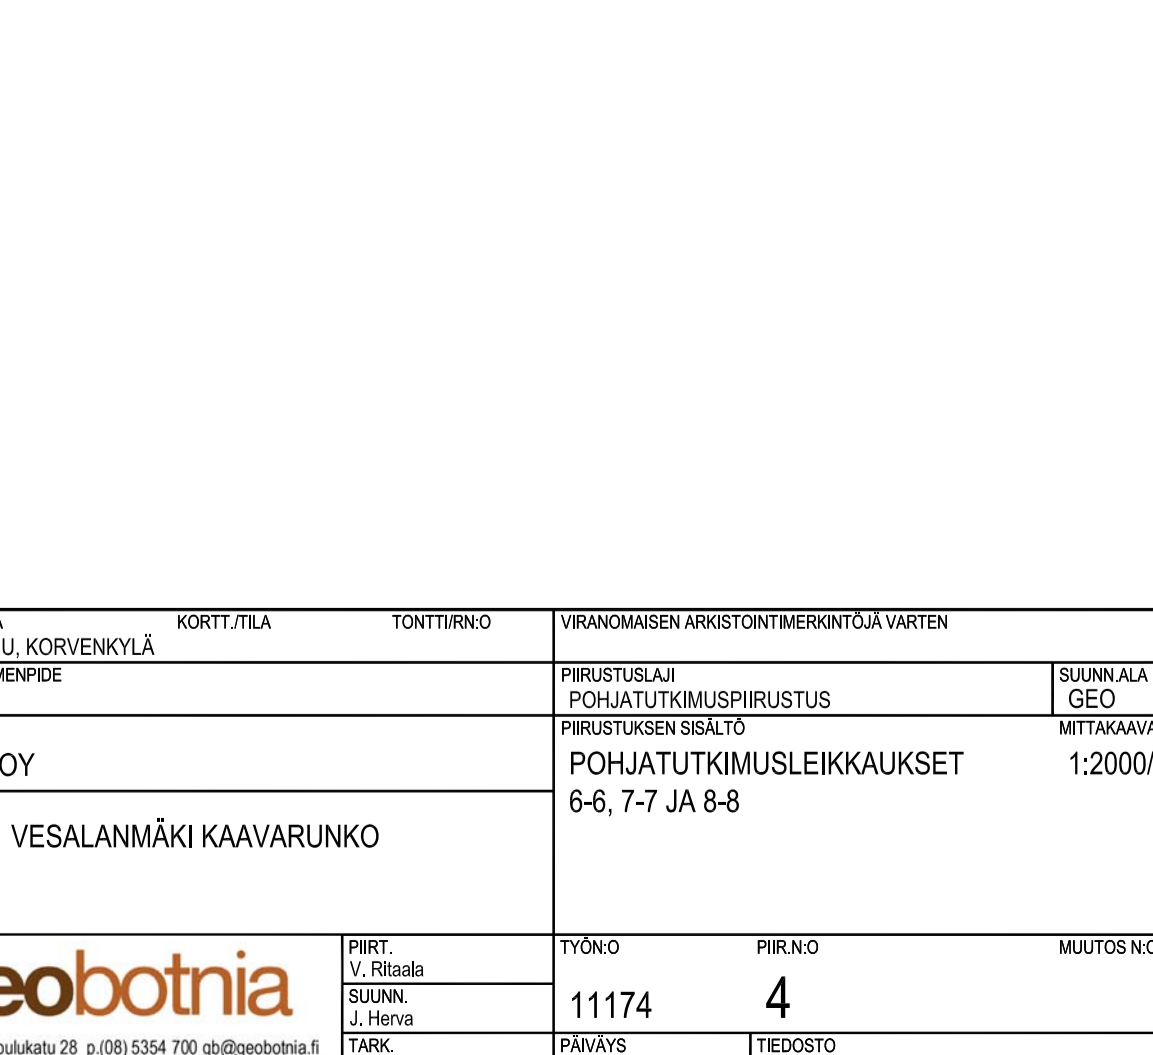 KORTT./TILA TONTTI/RN:O
U, KORVENKYLÄ
MENPIDE
OY
VESALANMÄKI KAAVARUNKO
VIRANOMAISEN ARKISTOINTIMERKINTÖJÄ VARTEN
PIIRUSTUSLAJI
POHJATUTKIMUSPIIRUSTUS
SUUNN.ALA
GEO
PIIRUSTUKSEN SISÄLTÖ
POHJATUTKIMUSLEIKKAUKSET
6-6, 7-7 JA 8-8
MITTAKAAVA
1:2000/
eobotnia
oulukatu 28 p.(08) 5354 700 gb@geobotnia.fi
PIIRT.
V. Ritaala
SUUNN.
J. Herva
TARK.
TYÖN:O
11174
PIIR.N:O
4
MUUTOS N:O
PÄIVÄYS
TIEDOSTO